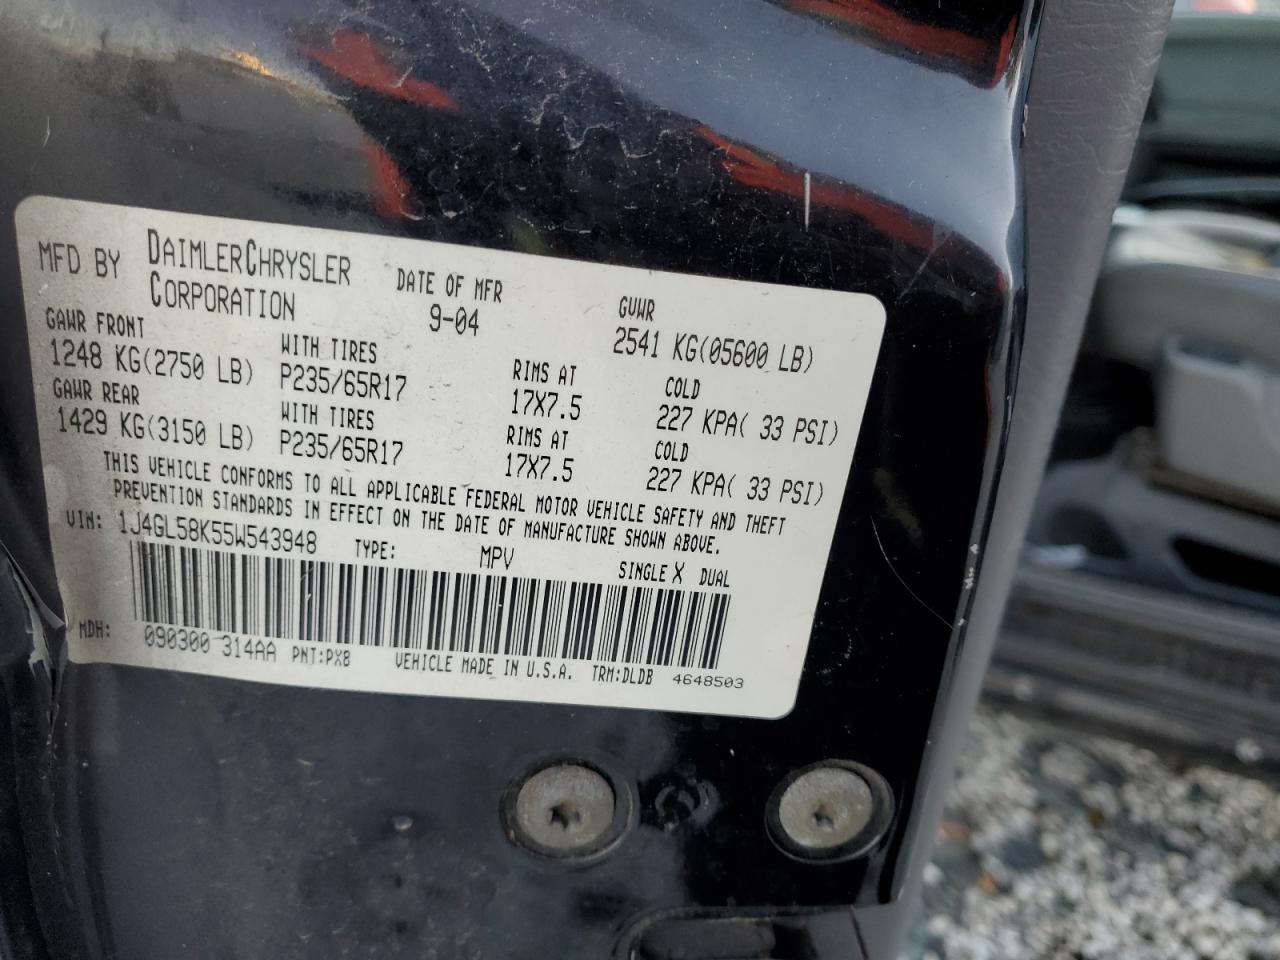 MFD BY DAIMLERCHRYSLER CORPORATION
DATE OF MFR 9-04
GVWR 2541 KG(05600 LB)
GAWR FRONT WITH TIRES RIMS AT COLD
1248 KG(2750 LB) P235/65R17 17X7.5 227 KPA( 33 PSI)
GAWR REAR WITH TIRES RIMS AT COLD
1429 KG(3150 LB) P235/65R17 17X7.5 227 KPA( 33 PSI)
THIS VEHICLE CONFORMS TO ALL APPLICABLE FEDERAL MOTOR VEHICLE SAFETY AND THEFT
PREVENTION STANDARDS IN EFFECT ON THE DATE OF MANUFACTURE SHOWN ABOVE.
VIN: 1J4GL58K55W543948 TYPE: MPV SINGLE X DUAL
MDH: 090300 314AA PNT:PX8 VEHICLE MADE IN U.S.A. TRM:DLDB 4648503